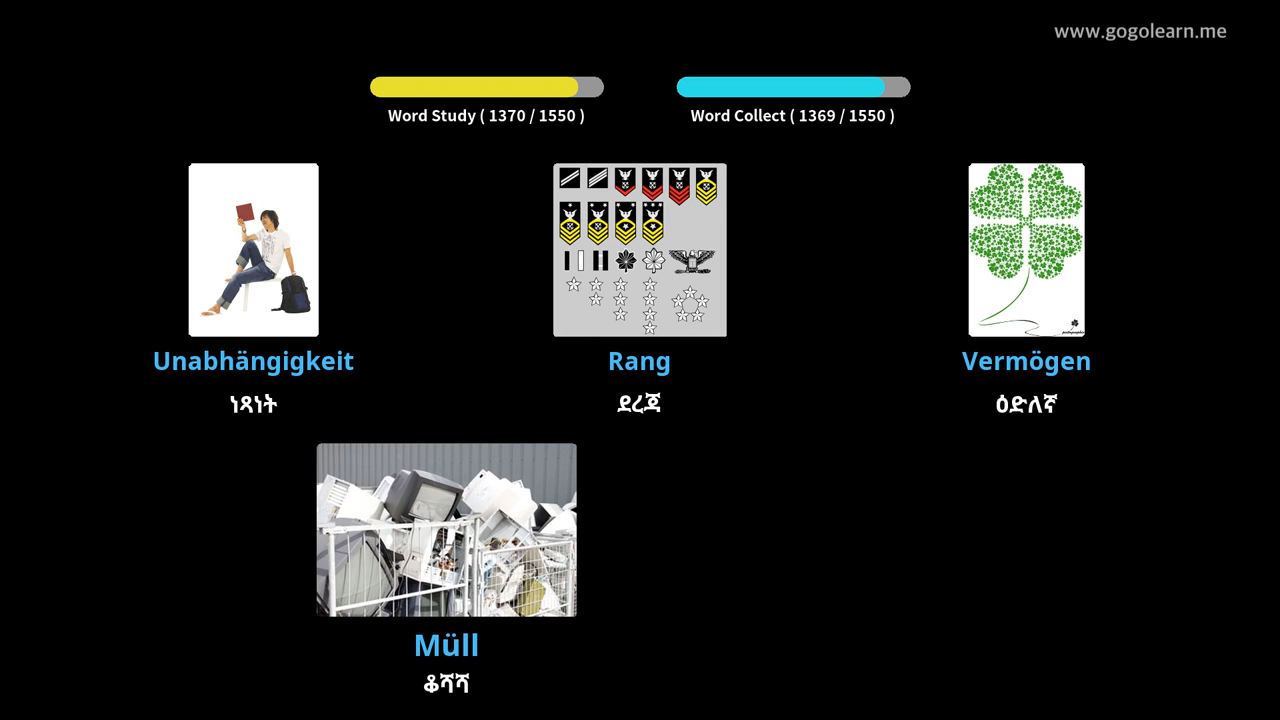 www.gogolearn.me
Word Study ( 1370 / 1550 )
Word Collect ( 1369 / 1550 )
Unabhängigkeit
Rang
Vermögen
ነጻነት
ደረጃ
ዕድለኛ
Müll
ቆሻሻ